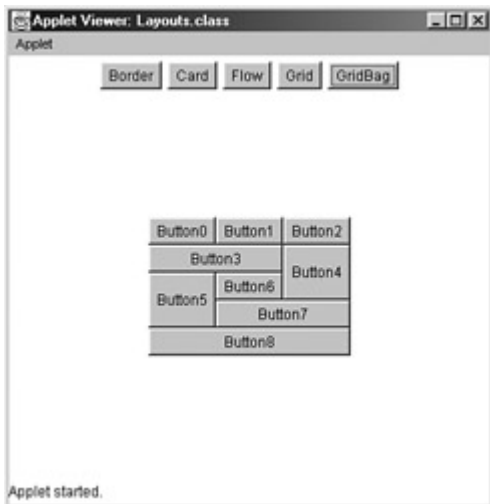 Applet Viewer: Layouts.class
Applet
Border Card Flow Grid GridBag
Button0 Button1 Button2
Button3
Button4
Button5
Button6
Button7
Button8
Applet started.